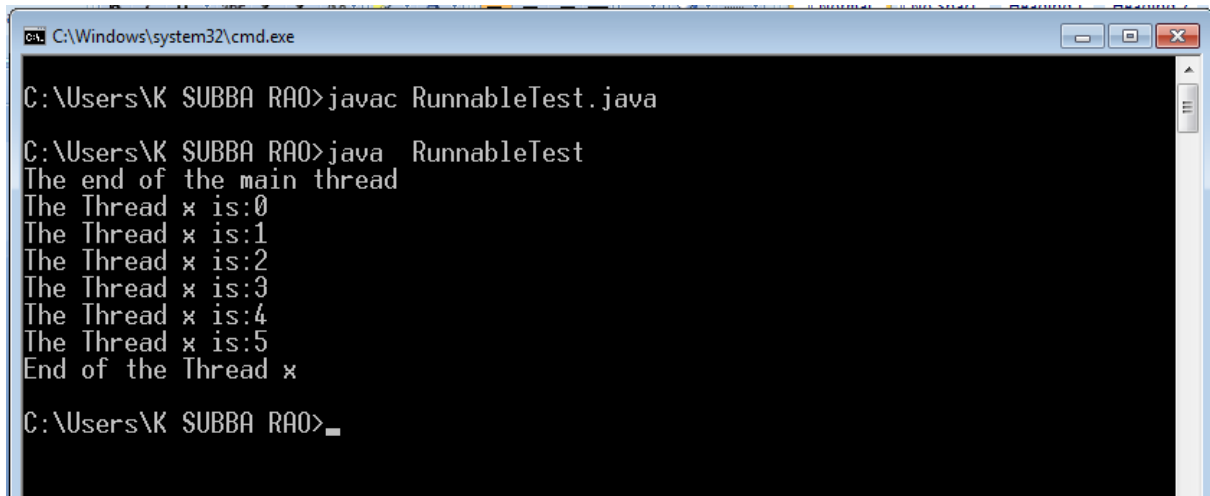 C:\Windows\system32\cmd.exe
C:\Users\K SUBBA RAO>javac RunnableTest.java
C:\Users\K SUBBA RAO>java  RunnableTest
The end of the main thread
The Thread x is:0
The Thread x is:1
The Thread x is:2
The Thread x is:3
The Thread x is:4
The Thread x is:5
End of the Thread x
C:\Users\K SUBBA RAO>